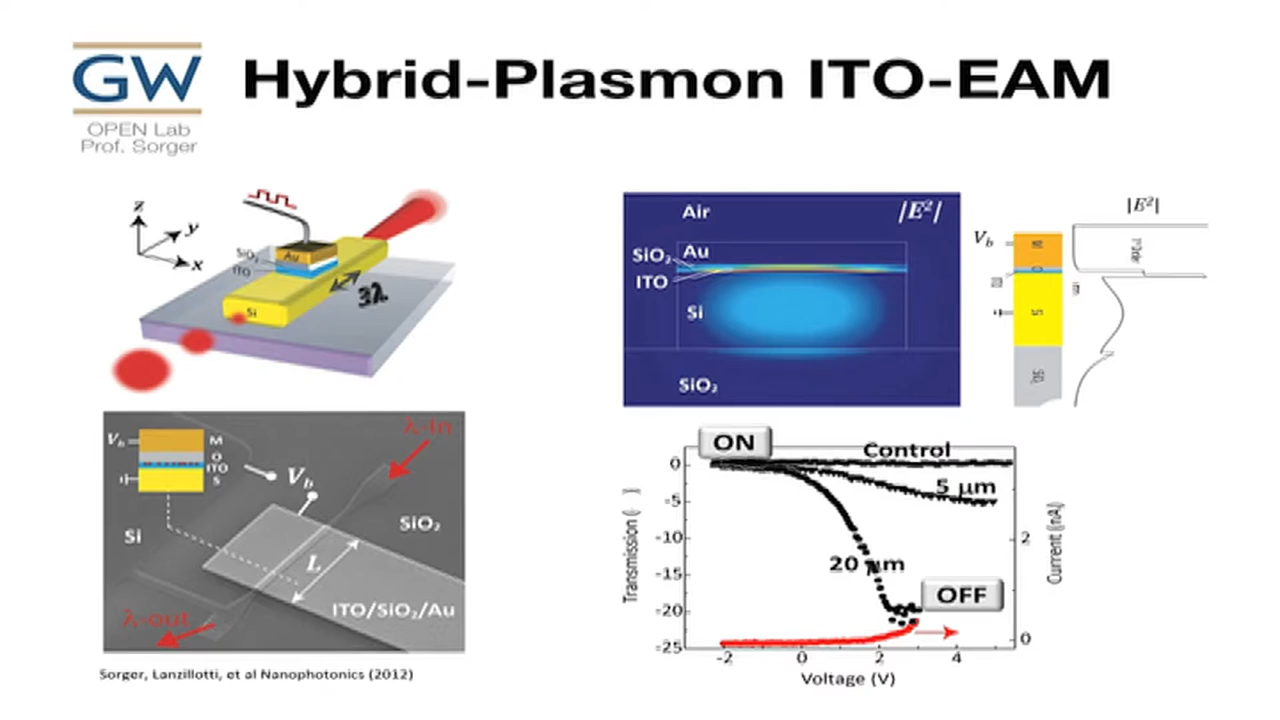 GW
OPEN Lab
Prof. Sorger
Hybrid-Plasmon ITO-EAM
z
y
x
SiO₂
ITO
Au
Si
3λ
Air
|E²|
SiO₂
Au
ITO
Si
SiO₂
|E²|
V_b
M
O
S
SiO₂
V_b
M
O
ITO
S
λ-in
V_b
SiO₂
Si
L
ITO/SiO₂/Au
λ-out
Sorger, Lanzillotti, et al Nanophotonics (2012)
ON
Control
5 μm
20 μm
OFF
Transmission (
0
-5
-10
-15
-20
-25
-2
0
2
4
Voltage (V)
2
0
Current (nA)